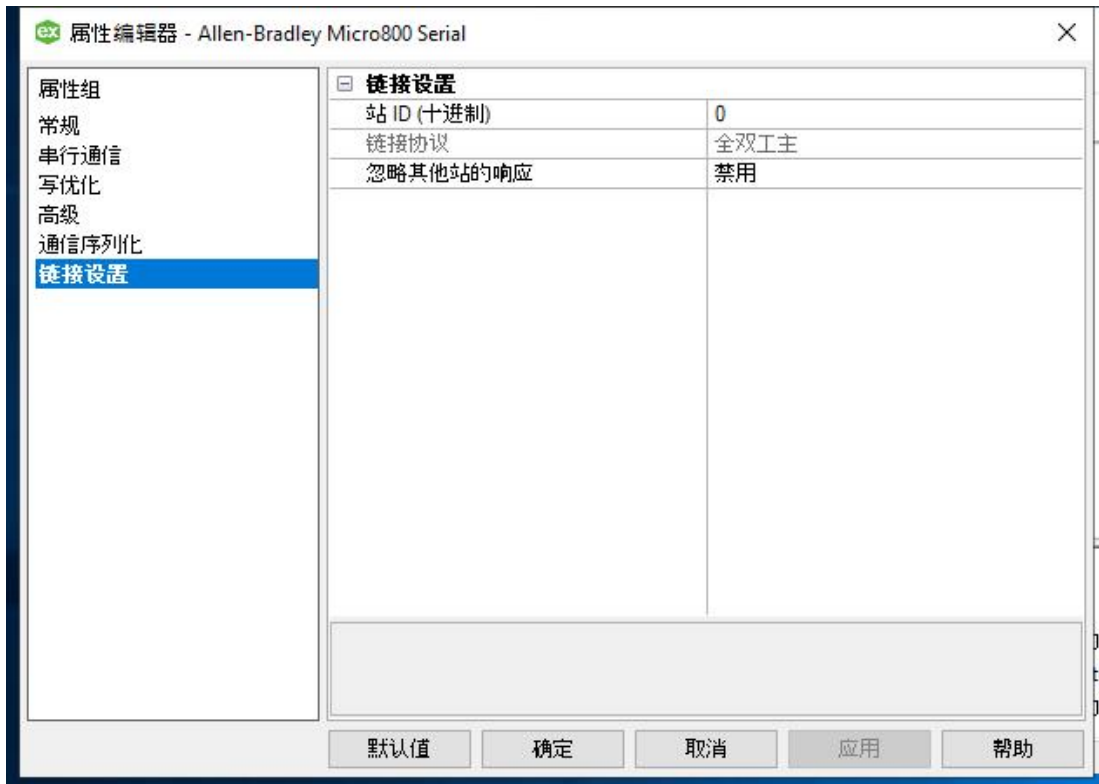 ex 属性编辑器 - Allen-Bradley Micro800 Serial
属性组
常规
串行通信
写优化
高级
通信序列化
链接设置
链接设置
站 ID (十进制) 0
链接协议 全双工主
忽略其他站的响应 禁用
默认值 确定 取消 应用 帮助